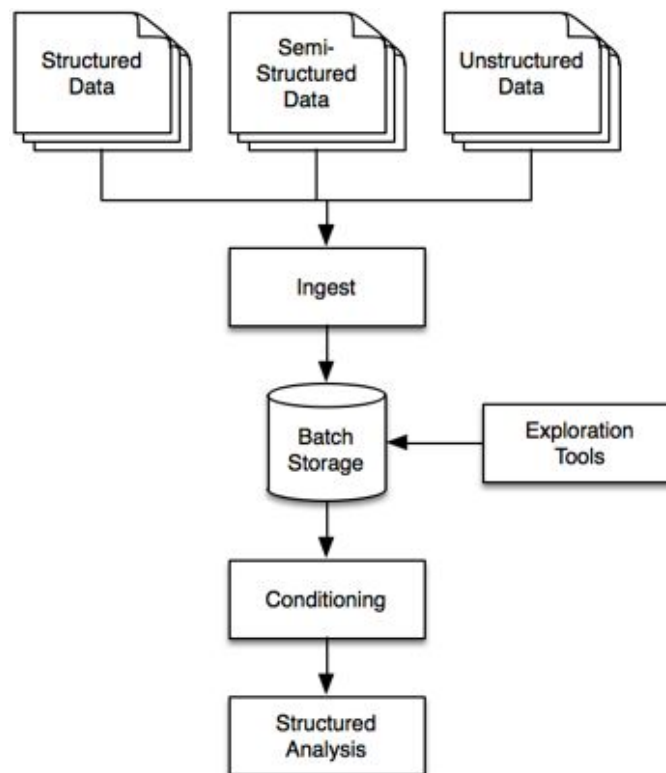 Structured
Data
Semi-
Structured
Data
Unstructured
Data
Ingest
Batch
Storage
Exploration
Tools
Conditioning
Structured
Analysis